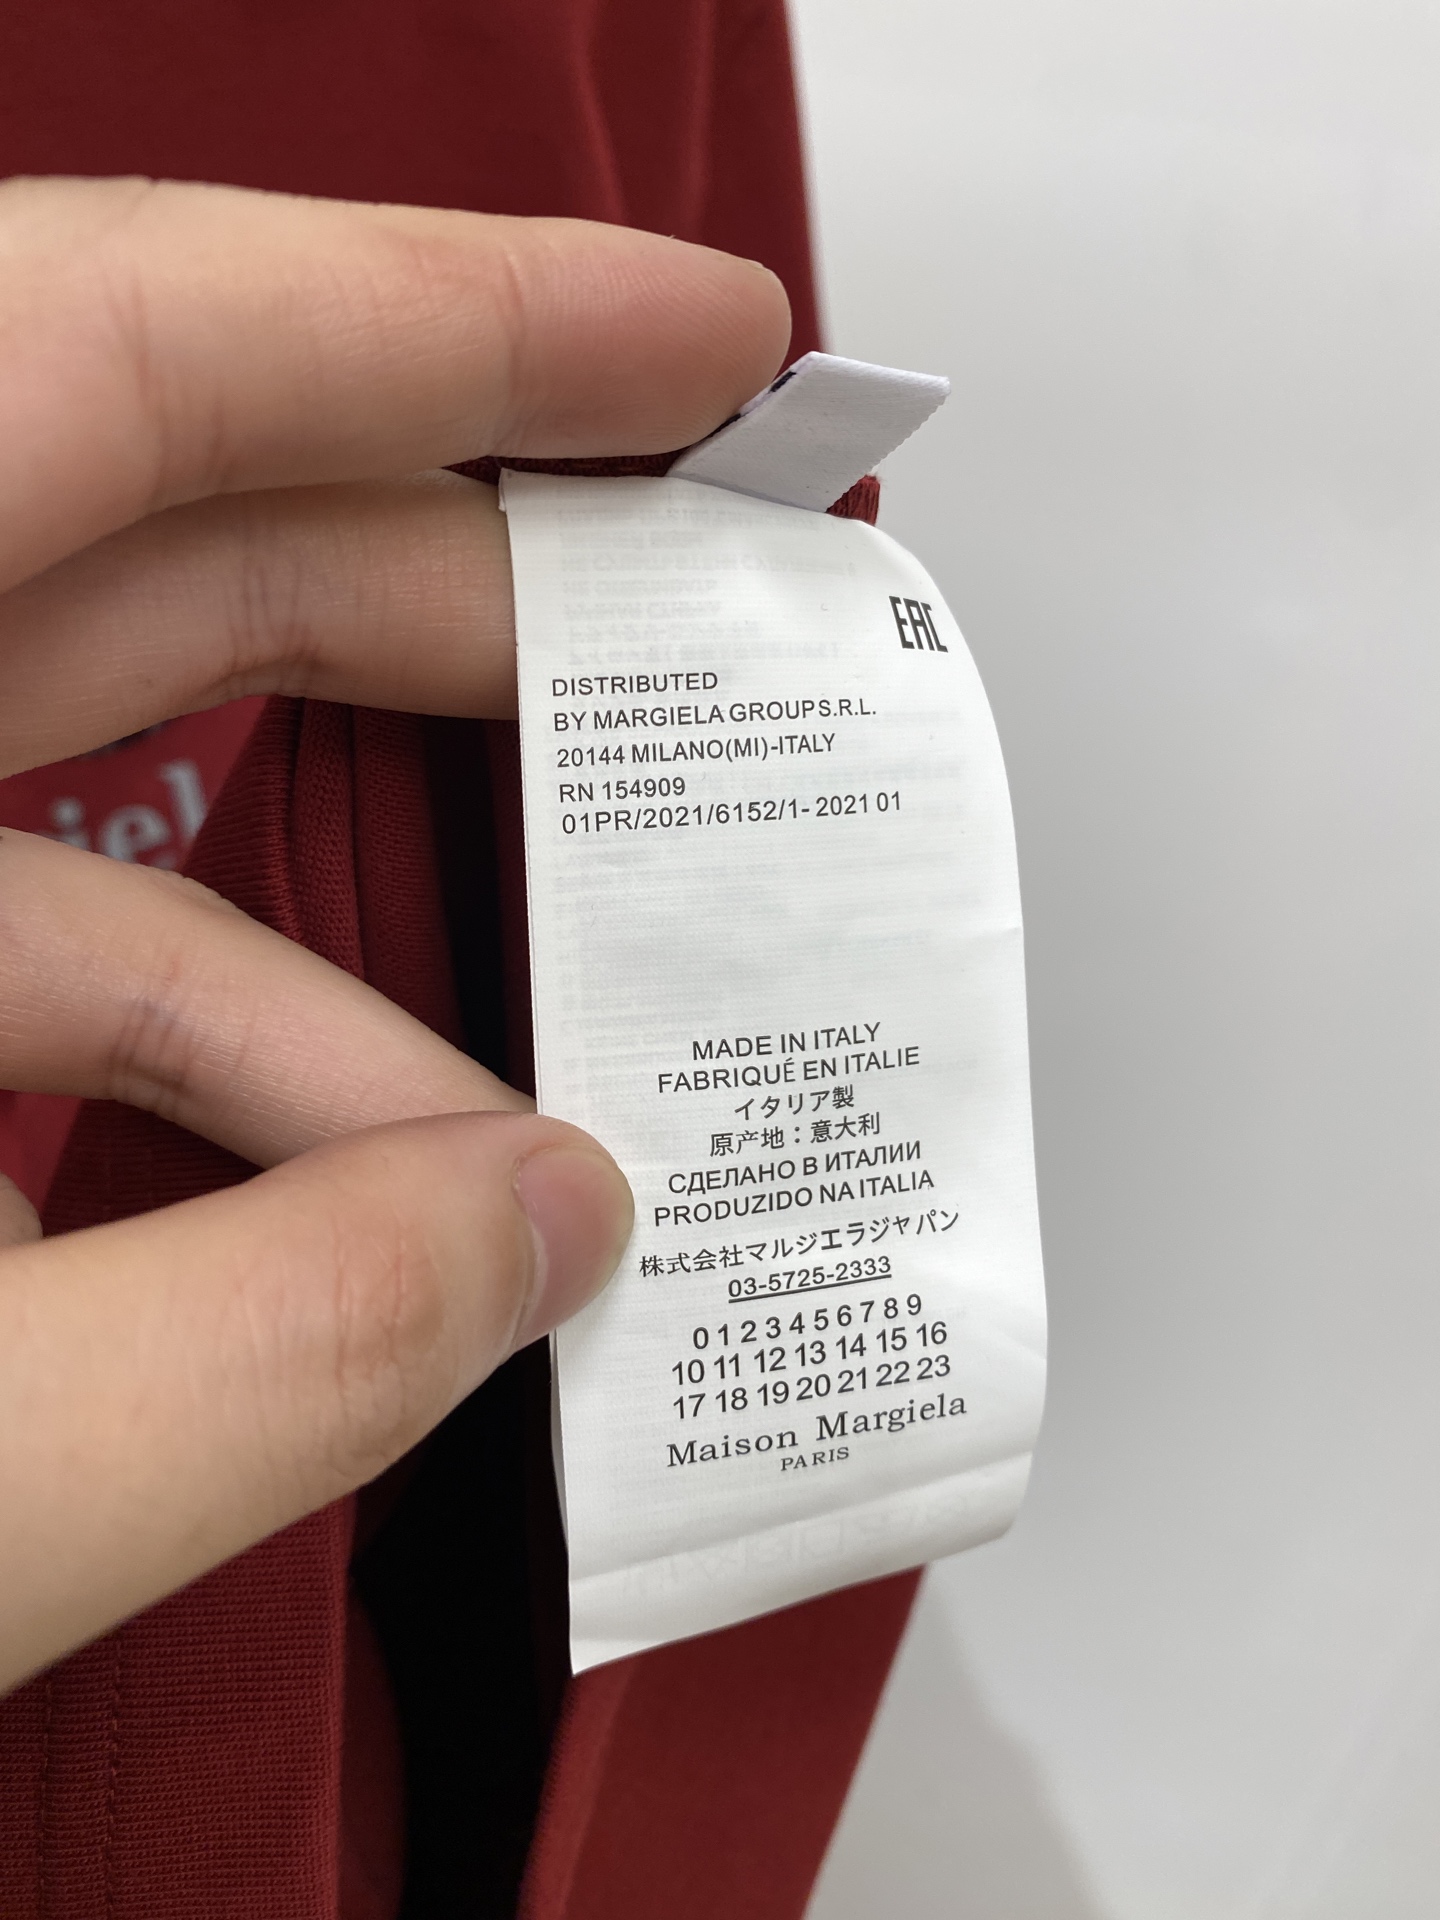 EAC
DISTRIBUTED
BY MARGIELA GROUP S.R.L.
20144 MILANO(MI)-ITALY
RN 154909
01PR/2021/6152/1- 2021 01
MADE IN ITALY
FABRIQUÉ EN ITALIE
イタリア製
原产地：意大利
СДЕЛАНО В ИТАЛИИ
PRODUZIDO NA ITALIA
株式会社マルジエラジャパン
03-5725-2333
0 1 2 3 4 5 6 7 8 9
10 11 12 13 14 15 16
17 18 19 20 21 22 23
Maison Margiela
PARIS
iel